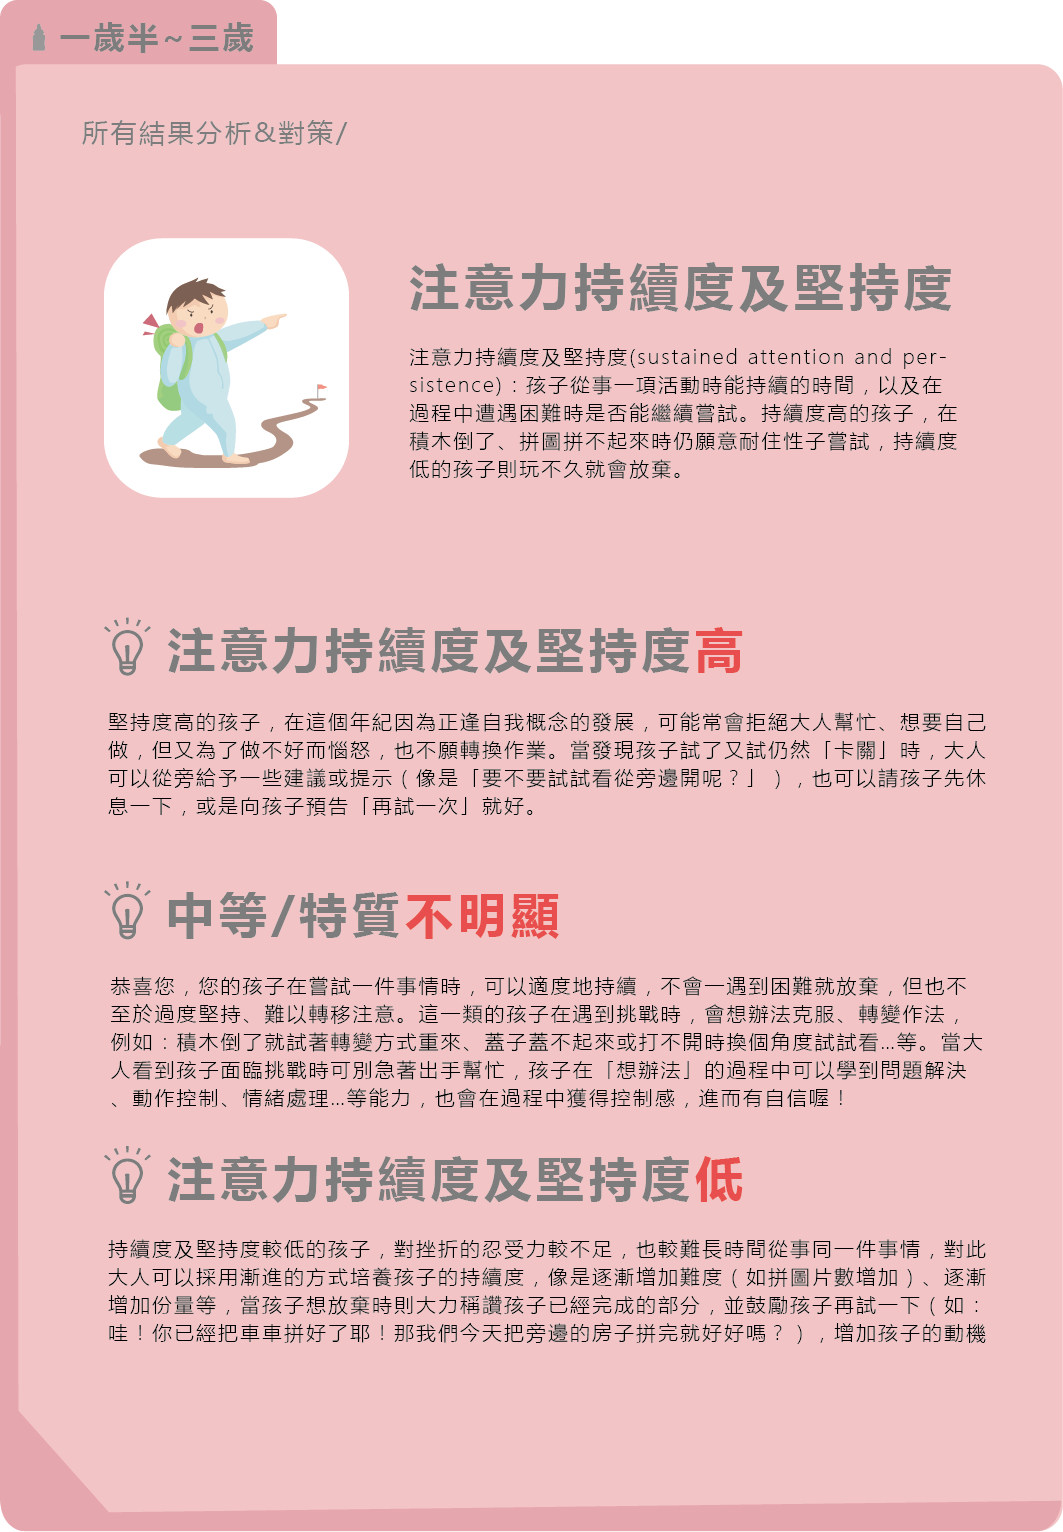 一歲半~三歲
所有結果分析&對策/
注意力持續度及堅持度
注意力持續度及堅持度(sustained attention and per-
sistence)：孩子從事一項活動時能持續的時間，以及在
過程中遭遇困難時是否能繼續嘗試。持續度高的孩子，在
積木倒了、拼圖拼不起來時仍願意耐住性子嘗試，持續度
低的孩子則玩不久就會放棄。
注意力持續度及堅持度高
堅持度高的孩子，在這個年紀因為正逢自我概念的發展，可能常會拒絕大人幫忙、想要自己
做，但又為了做不好而惱怒，也不願轉換作業。當發現孩子試了又試仍然「卡關」時，大人
可以從旁給予一些建議或提示（像是「要不要試試看從旁邊開呢？」），也可以請孩子先休
息一下，或是向孩子預告「再試一次」就好。
中等/特質不明顯
恭喜您，您的孩子在嘗試一件事情時，可以適度地持續，不會一遇到困難就放棄，但也不
至於過度堅持、難以轉移注意。這一類的孩子在遇到挑戰時，會想辦法克服、轉變作法，
例如：積木倒了就試著轉變方式重來、蓋子蓋不起來或打不開時換個角度試試看...等。當大
人看到孩子面臨挑戰時可別急著出手幫忙，孩子在「想辦法」的過程中可以學到問題解決
、動作控制、情緒處理...等能力，也會在過程中獲得控制感，進而有自信喔！
注意力持續度及堅持度低
持續度及堅持度較低的孩子，對挫折的忍受力較不足，也較難長時間從事同一件事情，對此
大人可以採用漸進的方式培養孩子的持續度，像是逐漸增加難度（如拼圖片數增加）、逐漸
增加份量等，當孩子想放棄時則大力稱讚孩子已經完成的部分，並鼓勵孩子再試一下（如：
哇！你已經把車車拼好了耶！那我們今天把旁邊的房子拼完就好好嗎？），增加孩子的動機